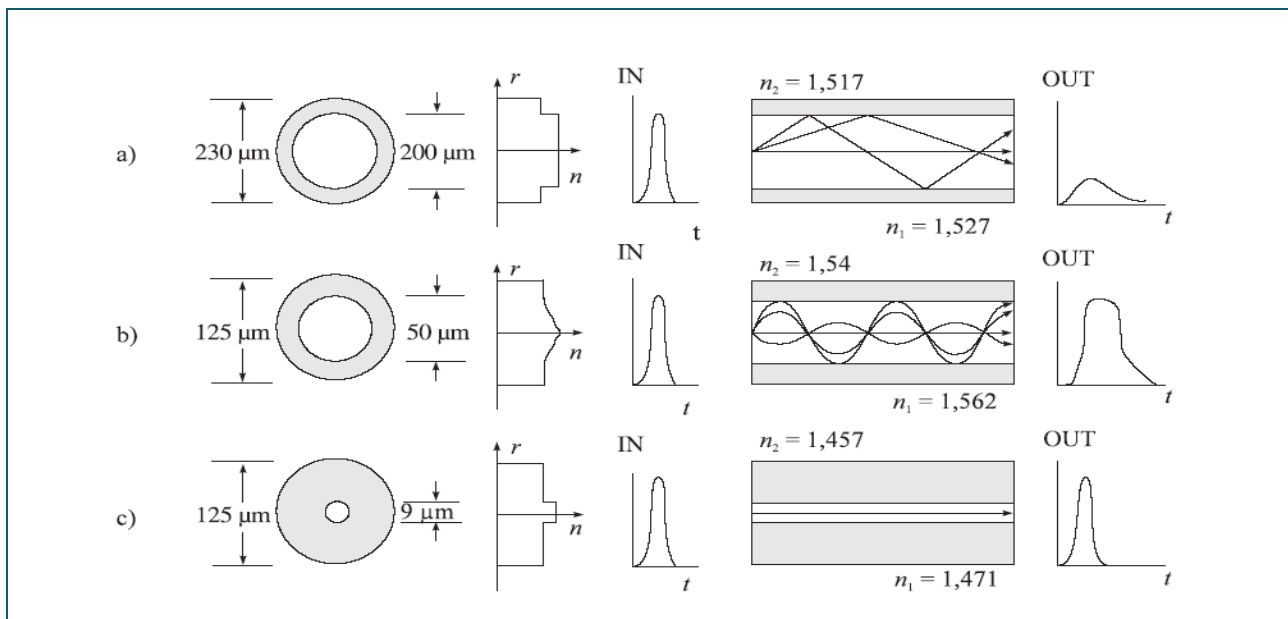 r IN n₂ = 1,517 OUT
a) 230 µm 200 µm n t n₁ = 1,527 t
r IN n₂ = 1,54 OUT
b) 125 µm 50 µm n t n₁ = 1,562 t
r IN n₂ = 1,457 OUT
c) 125 µm 9 µm n t n₁ = 1,471 t